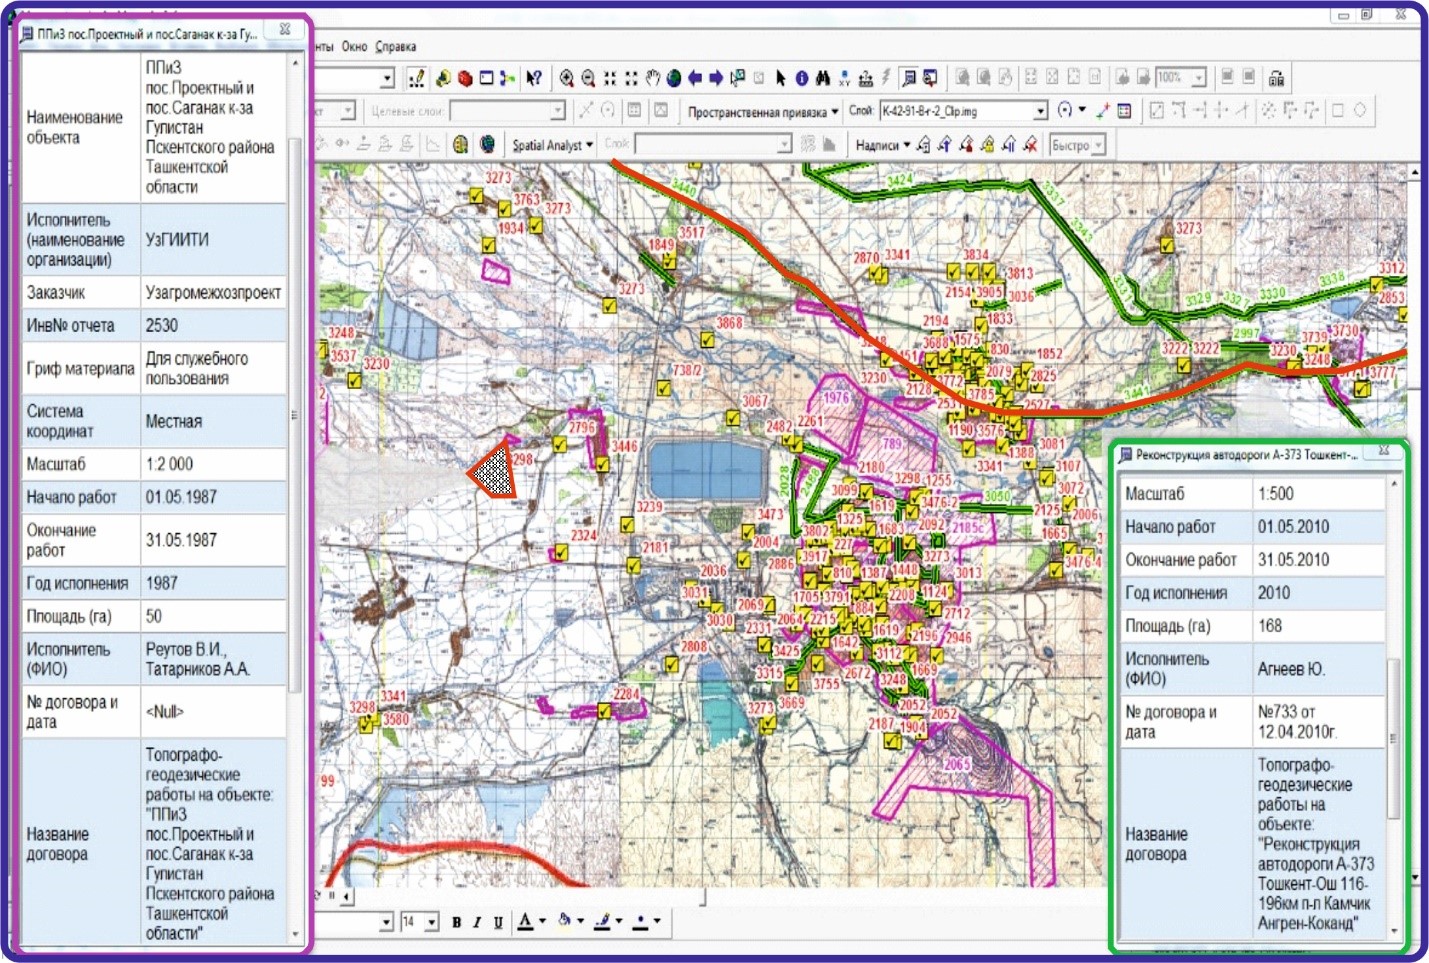 ППиЗ пос.Проектный и пос.Саганак к-за Гу...
Наименование
объекта
ППиЗ
пос.Проектный и
пос.Саганак к-за
Гулистан
Пскентского района
Ташкентской
области
Исполнитель
(наименование
организации)
УзГИИТИ
Заказчик
Узагромежхозпроект
Инв№ отчета
2530
Гриф материала
Для служебного
пользования
Система
координат
Местная
Масштаб
1:2 000
Начало работ
01.05.1987
Окончание
работ
31.05.1987
Год исполнения
1987
Площадь (га)
50
Исполнитель
(ФИО)
Реутов В.И.,
Татарников А.А.
№ договора и
дата
<Null>
Название
договора
Топографо-
геодезические
работы на объекте:
"ППиЗ
пос.Проектный и
пос.Саганак к-за
Гулистан
Пскентского района
Ташкентской
области"
нты Окно Справка
100%
Целевые слои:
Пространственная привязка
Слой: K-42-91-B-r-2_Clip.img
Spatial Analyst
Слой:
Надписи
Быстро
3273
3763
3273
1934
3440
3517
1849
3273
3424
337
3343
3273
2870 3341
3834
3813
2154 3905
3036
1833
3312
2853
3338
3330
3327
3329
3331
2997
3248
3537
3230
3868
738/2
3067
2194
3688
1575
830
1852
2079
2825
3230
2128
3785
2527
3222 3222
3230
3739
3730
3248
3777
3441
2796
3446
3298
2482
2261
1976
789
1190
3576
3081
1388
3341
3107
3072
2006
2125
1665
3476-4
2180
3298
1255
3050
3099
1619
3476-2
2185с
2028
2488
3239
3473
2004
2324
2181
2036
2886
3802
1325
1683
2092
3917
227
3273
810
1387
1448
3013
3031
3030
2069
1705
3791
2208
1124
2712
2331
2064
2215
884
1619
2196
2946
2808
3425
1642
3112
3315
3755
2672
1669
3248
3341
3298
3580
2284
3273
3669
2052
2052
2187
1904
2065
99
14
B I U A
Реконструкция автодороги А-373 Тошкент-...
Масштаб
1:500
Начало работ
01.05.2010
Окончание работ
31.05.2010
Год исполнения
2010
Площадь (га)
168
Исполнитель
(ФИО)
Агнеев Ю.
№ договора и
дата
№733 от
12.04.2010г.
Название
договора
Топографо-
геодезические
работы на
объекте:
"Реконструкция
автодороги А-373
Тошкент-Ош 116-
196км п-п Камчик
Ангрен-Коканд"